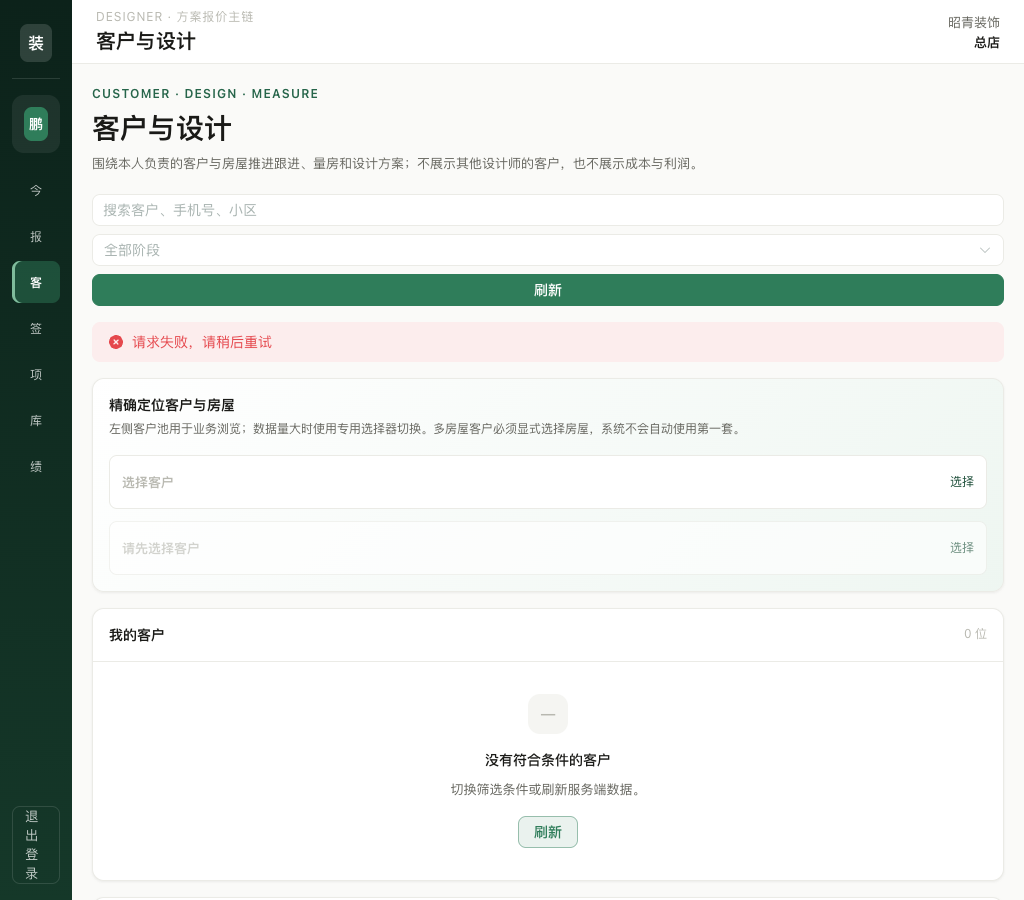 装
鹏
今
报
客
签
项
库
绩
退
出
登
录
DESIGNER · 方案报价主链
客户与设计
昭青装饰
总店
CUSTOMER · DESIGN · MEASURE
客户与设计
围绕本人负责的客户与房屋推进跟进、量房和设计方案；不展示其他设计师的客户，也不展示成本与利润。
搜索客户、手机号、小区
全部阶段
刷新
请求失败，请稍后重试
精确定位客户与房屋
左侧客户池用于业务浏览；数据量大时使用专用选择器切换。多房屋客户必须显式选择房屋，系统不会自动使用第一套。
选择客户
选择
请先选择客户
选择
我的客户
0 位
没有符合条件的客户
切换筛选条件或刷新服务端数据。
刷新